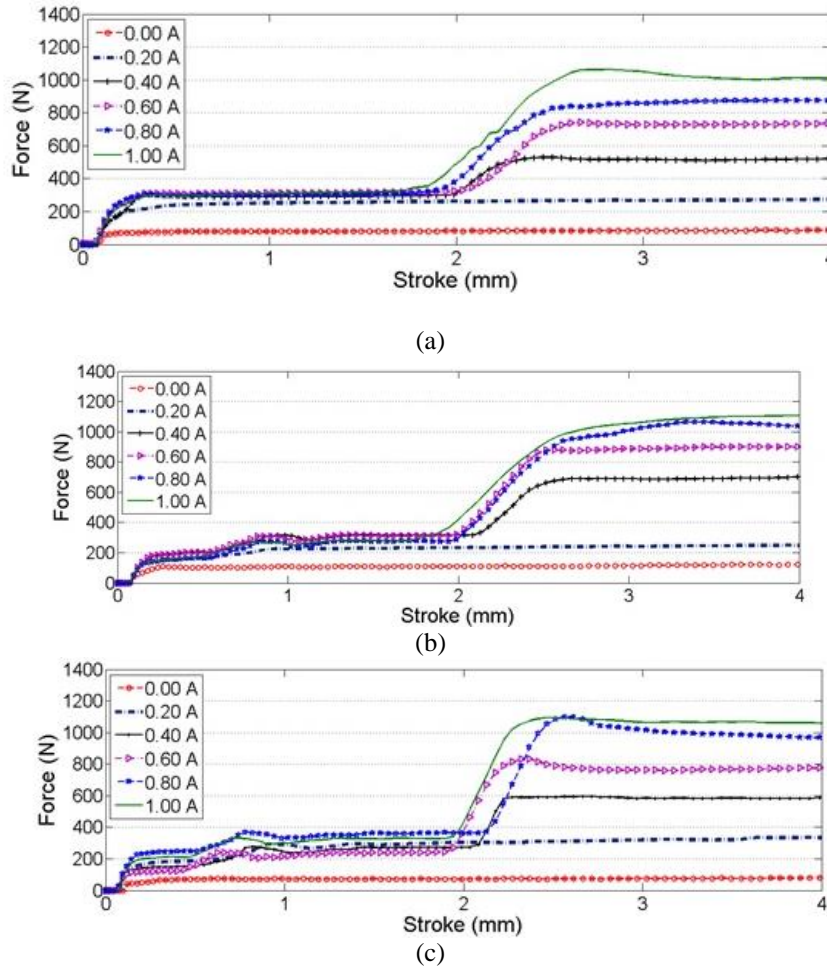 1400
1200
1000
800
600
400
200
0
Force (N)
0.00 A
0.20 A
0.40 A
0.60 A
0.80 A
1.00 A
0 1 2 3 4
Stroke (mm)
(a)
1400
1200
1000
800
600
400
200
0
Force (N)
0.00 A
0.20 A
0.40 A
0.60 A
0.80 A
1.00 A
0 1 2 3 4
Stroke (mm)
(b)
1400
1200
1000
800
600
400
200
0
Force (N)
0.00 A
0.20 A
0.40 A
0.60 A
0.80 A
1.00 A
0 1 2 3 4
Stroke (mm)
(c)